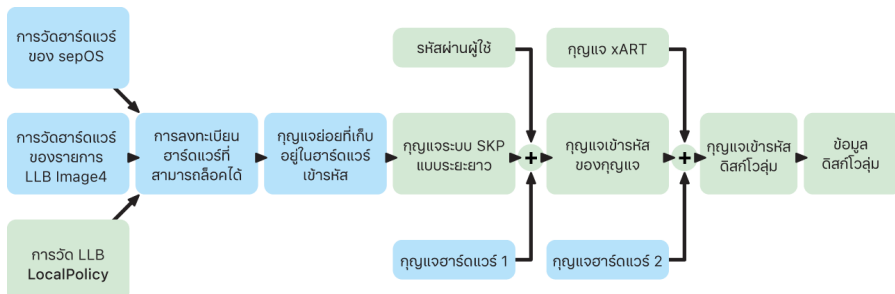 การวัดฮาร์ดแวร์
ของ sepOS
การวัดฮาร์ดแวร์
ของรายการ
LLB Image4
การวัด LLB
LocalPolicy
การลงทะเบียน
ฮาร์ดแวร์ที่
สามารถล็อคได้
กุญแจย่อยที่เก็บ
อยู่ในฮาร์ดแวร์
เข้ารหัส
กุญแจระบบ SKP
แบบระยะยาว
รหัสผ่านผู้ใช้
+
กุญแจฮาร์ดแวร์ 1
กุญแจเข้ารหัส
ของกุญแจ
กุญแจ xART
+
กุญแจฮาร์ดแวร์ 2
กุญแจเข้ารหัส
ดิสก์โวลุ่ม
ข้อมูล
ดิสก์โวลุ่ม